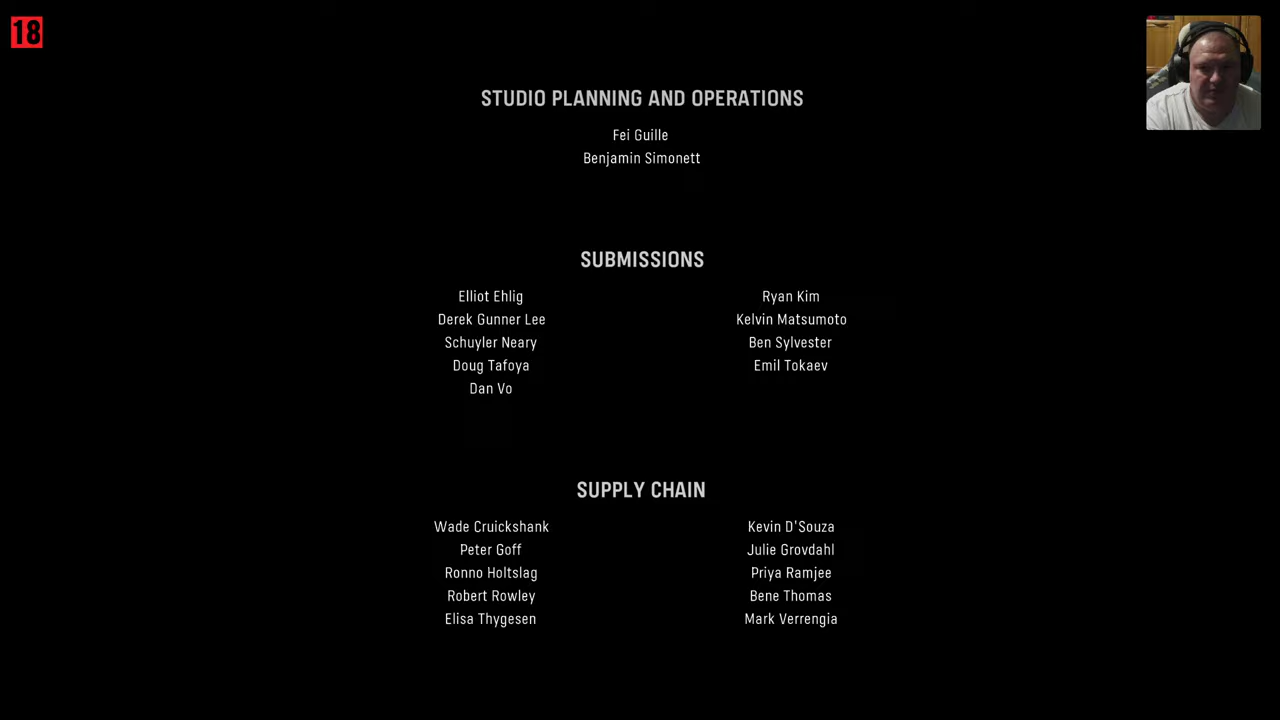 18
STUDIO PLANNING AND OPERATIONS
Fei Guille
Benjamin Simonett
SUBMISSIONS
Elliot Ehlig
Derek Gunner Lee
Schuyler Neary
Doug Tafoya
Dan Vo
Ryan Kim
Kelvin Matsumoto
Ben Sylvester
Emil Tokaev
SUPPLY CHAIN
Wade Cruickshank
Peter Goff
Ronno Holtslag
Robert Rowley
Elisa Thygesen
Kevin D'Souza
Julie Grovdahl
Priya Ramjee
Bene Thomas
Mark Verrengia